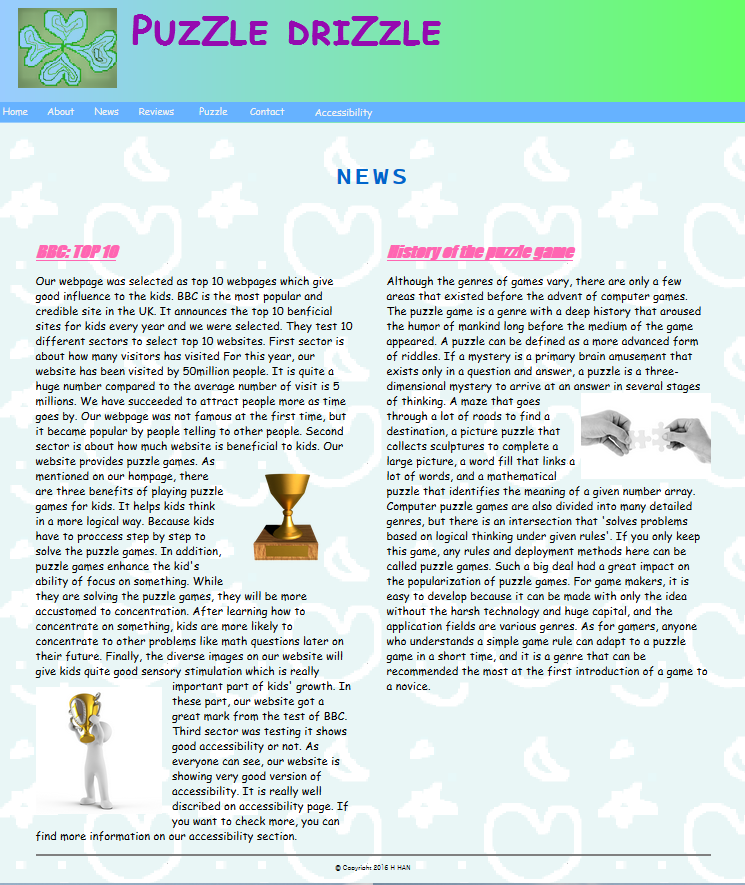 PuzZle driZzle
Home About News Reviews Puzzle Contact Accessibility
NEWS
BBC: TOP 10
Our webpage was selected as top 10 webpages which give
good influence to the kids. BBC is the most popular and
credible site in the UK. It announces the top 10 benficial
sites for kids every year and we were selected. They test 10
different sectors to select top 10 websites. First sector is
about how many visitors has visited For this year, our
website has been visited by 50million people. It is quite a
huge number compared to the average number of visit is 5
millions. We have succeeded to attract people more as time
goes by. Our webpage was not famous at the first time, but
it became popular by people telling to other people. Second
sector is about how much website is beneficial to kids. Our
website provides puzzle games. As
mentioned on our hompage, there
are three benefits of playing puzzle
games for kids. It helps kids think
in a more logical way. Because kids
have to proccess step by step to
solve the puzzle games. In addition,
puzzle games enhance the kid's
ability of focus on something. While
they are solving the puzzle games, they will be more
accustomed to concentration. After learning how to
concentrate on something, kids are more likely to
concentrate to other problems like math questions later on
their future. Finally, the diverse images on our website will
give kids quite good sensory stimulation which is really
important part of kids' growth. In
these part, our website got a
great mark from the test of BBC.
Third sector was testing it shows
good accessibility or not. As
everyone can see, our website is
showing very good version of
accessibility. It is really well
discribed on accessibility page. If
you want to check more, you can
find more information on our accessibility section.
History of the puzzle game
Although the genres of games vary, there are only a few
areas that existed before the advent of computer games.
The puzzle game is a genre with a deep history that aroused
the humor of mankind long before the medium of the game
appeared. A puzzle can be defined as a more advanced form
of riddles. If a mystery is a primary brain amusement that
exists only in a question and answer, a puzzle is a three-
dimensional mystery to arrive at an answer in several stages
of thinking. A maze that goes
through a lot of roads to find a
destination, a picture puzzle that
collects sculptures to complete a
large picture, a word fill that links a
lot of words, and a mathematical
puzzle that identifies the meaning of a given number array.
Computer puzzle games are also divided into many detailed
genres, but there is an intersection that 'solves problems
based on logical thinking under given rules'. If you only keep
this game, any rules and deployment methods here can be
called puzzle games. Such a big deal had a great impact on
the popularization of puzzle games. For game makers, it is
easy to develop because it can be made with only the idea
without the harsh technology and huge capital, and the
application fields are various genres. As for gamers, anyone
who understands a simple game rule can adapt to a puzzle
game in a short time, and it is a genre that can be
recommended the most at the first introduction of a game to
a novice.
© Copyright 2016 H HAN